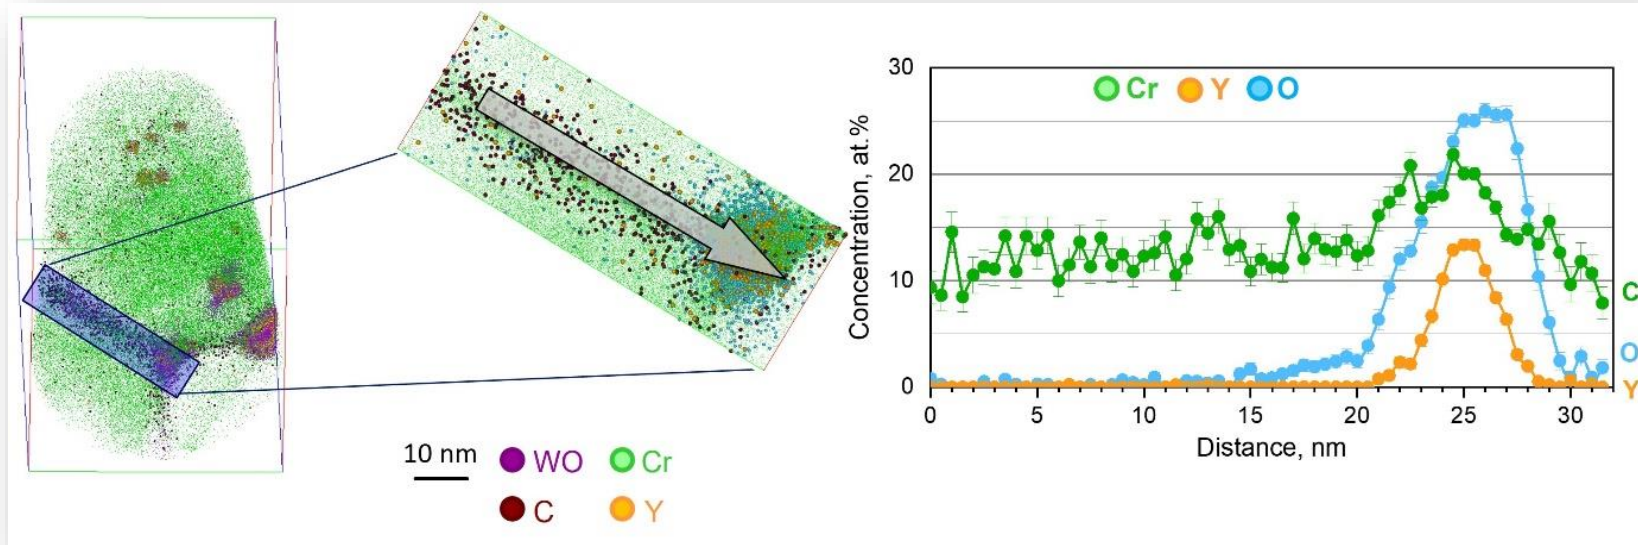 30
Cr Y O
20
10
0
Concentration, at.%
0 5 10 15 20 25 30
Distance, nm
C
O
Y
10 nm WO Cr
C Y